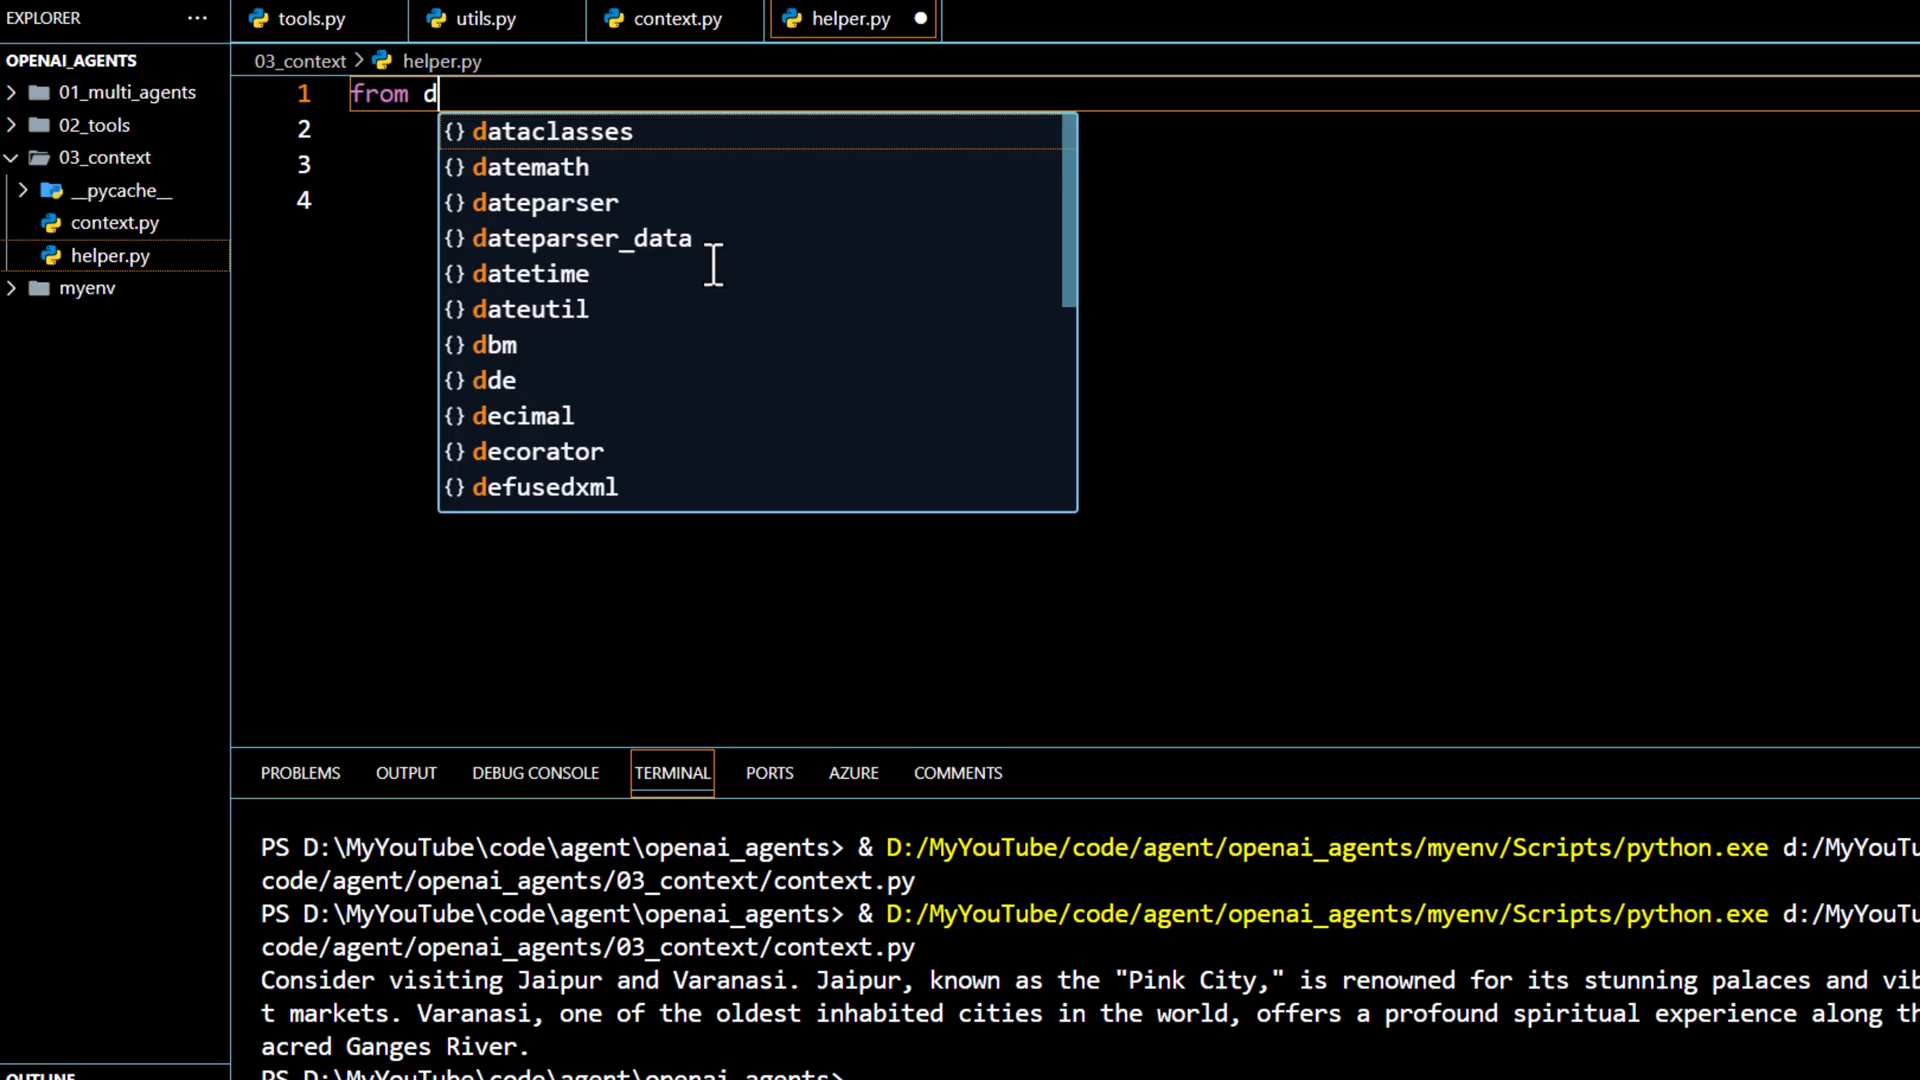 EXPLORER ···
tools.py
utils.py
context.py
helper.py
OPENAI_AGENTS
01_multi_agents
02_tools
03_context
__pycache__
context.py
helper.py
myenv
03_context > helper.py
1 from d
2
3
4
{} dataclasses
{} datemath
{} dateparser
{} dateparser_data
{} datetime
{} dateutil
{} dbm
{} dde
{} decimal
{} decorator
{} defusedxml
PROBLEMS OUTPUT DEBUG CONSOLE TERMINAL PORTS AZURE COMMENTS
PS D:\MyYouTube\code\agent\openai_agents> & D:/MyYouTube/code/agent/openai_agents/myenv/Scripts/python.exe d:/MyYouTu
code/agent/openai_agents/03_context/context.py
PS D:\MyYouTube\code\agent\openai_agents> & D:/MyYouTube/code/agent/openai_agents/myenv/Scripts/python.exe d:/MyYouTu
code/agent/openai_agents/03_context/context.py
Consider visiting Jaipur and Varanasi. Jaipur, known as the "Pink City," is renowned for its stunning palaces and vib
t markets. Varanasi, one of the oldest inhabited cities in the world, offers a profound spiritual experience along th
acred Ganges River.
PS D:\MyYouTube\code\agent\openai_agents>
OUTLINE